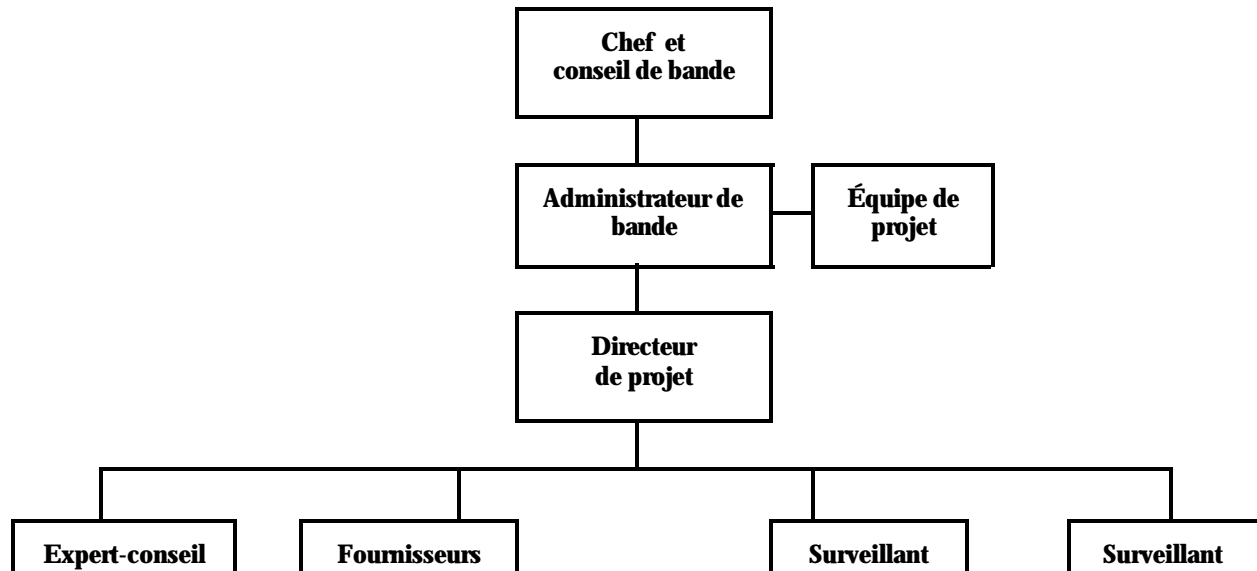 Chef et
conseil de bande
Administrateur de
bande
Équipe de
projet
Directeur
de projet
Expert-conseil
Fournisseurs
Surveillant
Surveillant